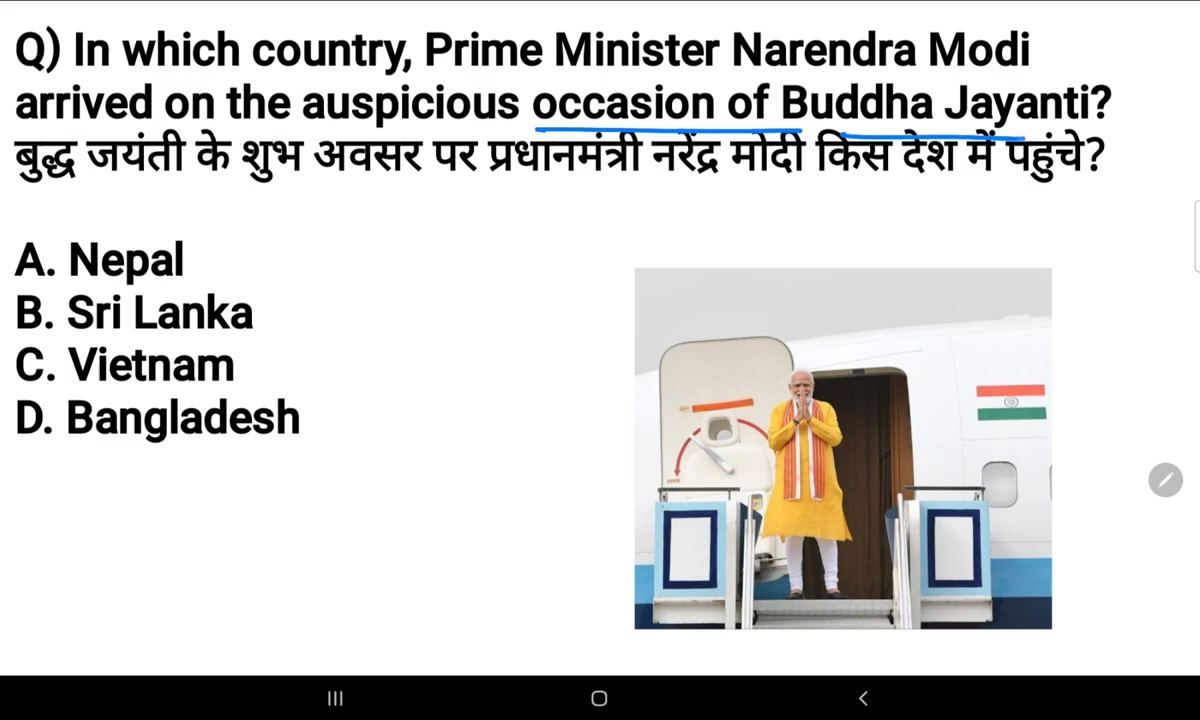 Q) In which country, Prime Minister Narendra Modi
arrived on the auspicious occasion of Buddha Jayanti?
बुद्ध जयंती के शुभ अवसर पर प्रधानमंत्री नरेंद्र मोदी किस देश में पहुंचे?
A. Nepal
B. Sri Lanka
C. Vietnam
D. Bangladesh